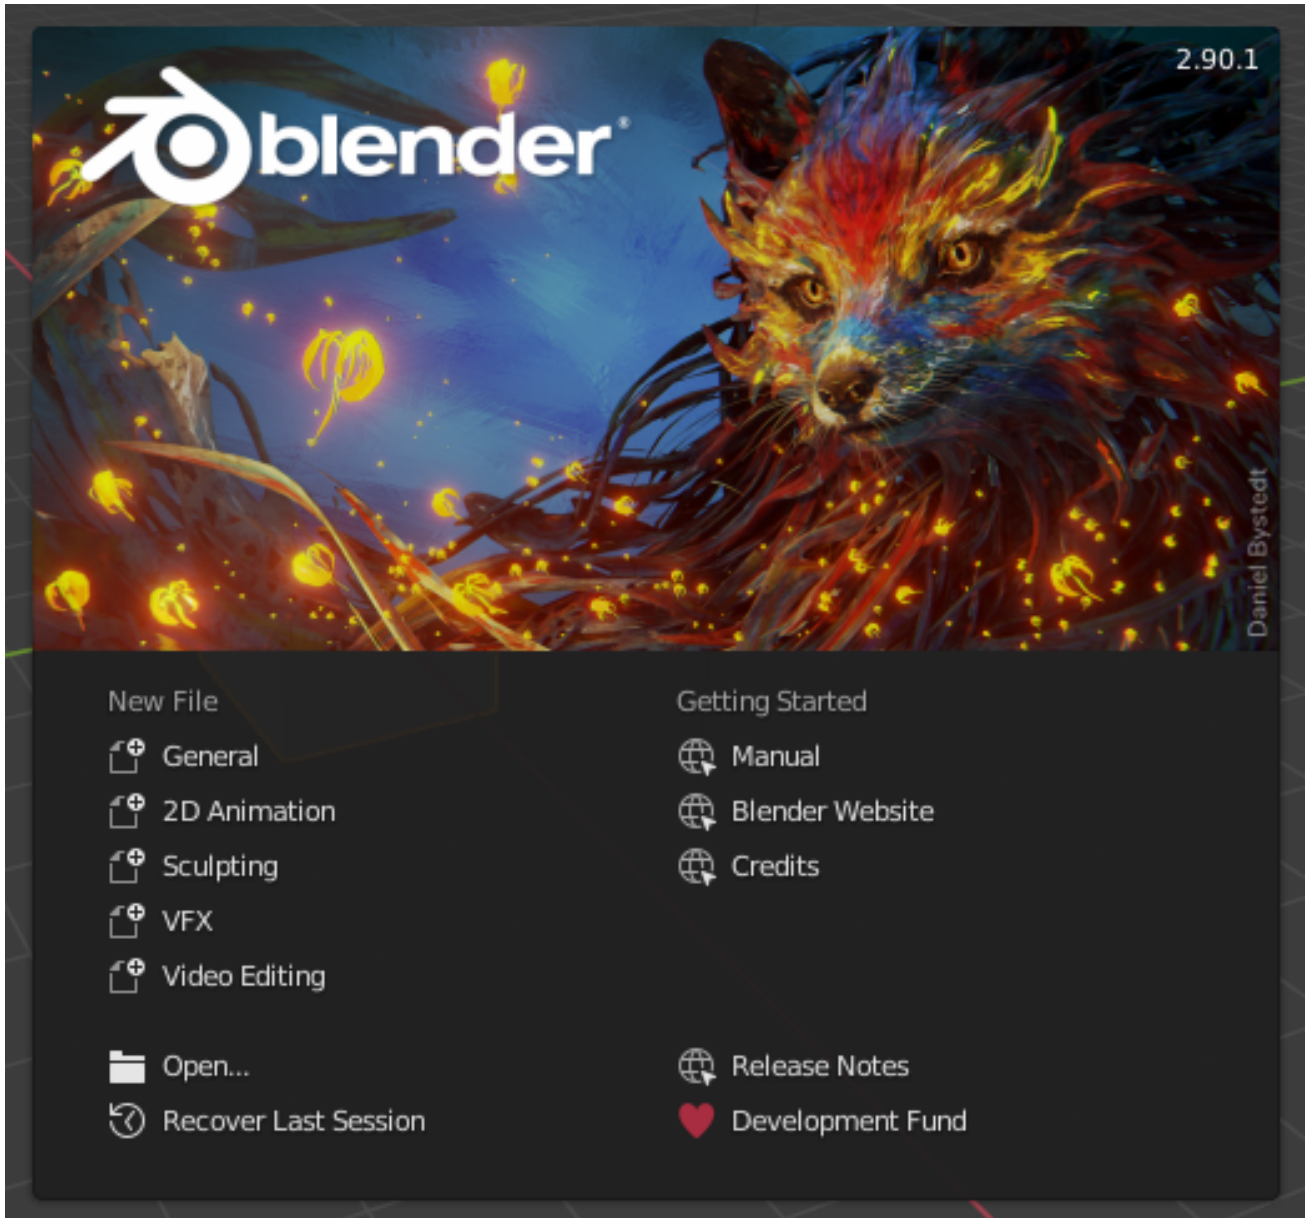 2.90.1
blender®
Daniel Bystedt
New File
General
2D Animation
Sculpting
VFX
Video Editing
Open...
Recover Last Session
Getting Started
Manual
Blender Website
Credits
Release Notes
Development Fund